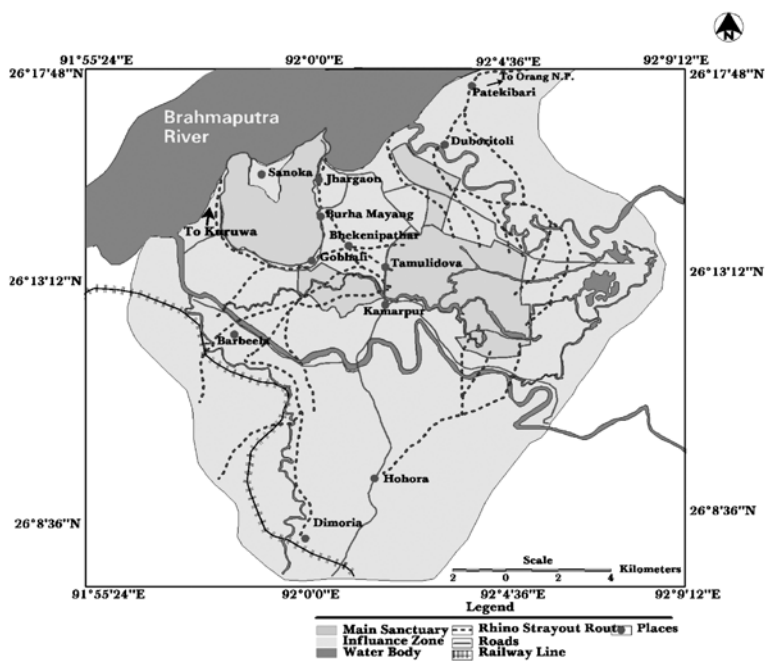 N
91°55'24"E 92°0'0"E 92°4'36"E 92°9'12"E
26°17'48"N 26°17'48"N
To Orang N.P.
Patekibari
Brahmaputra
River
Duboritoli
Sanoka
Jhargaon
Burha Mayang
To Kuruwa
Bhekenipathar
Gobhali
Tamulidova
26°13'12"N 26°13'12"N
Kamarpur
Barbeela
Hohora
26°8'36"N 26°8'36"N
Dimoria
Scale
2 0 2 4 Kilometers
91°55'24"E 92°0'0"E 92°4'36"E 92°9'12"E
Legend
Main Sanctuary Rhino Strayout Route Places
Influance Zone Roads
Water Body Railway Line